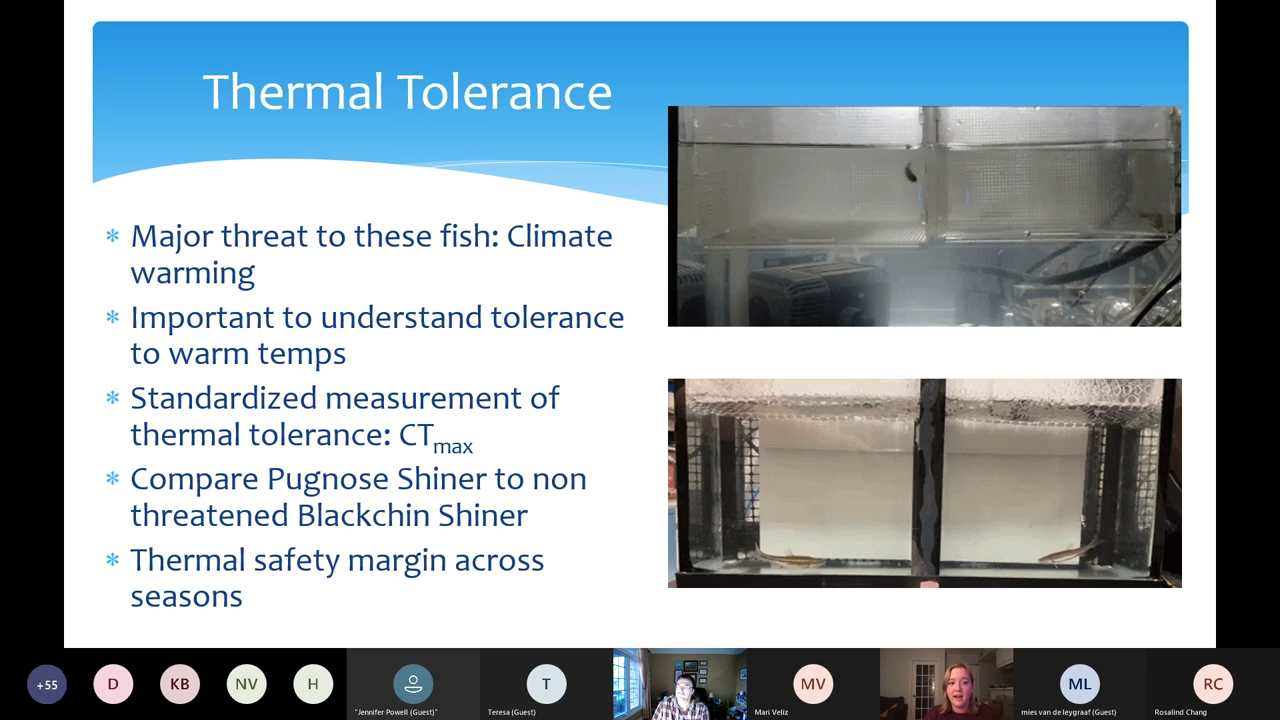 Thermal Tolerance
* Major threat to these fish: Climate
warming
* Important to understand tolerance
to warm temps
* Standardized measurement of
thermal tolerance: CTmax
* Compare Pugnose Shiner to non
threatened Blackchin Shiner
* Thermal safety margin across
seasons
+55
D
KB
NV
H
"Jennifer Powell (Guest)"
T
Teresa (Guest)
MV
Mari Veliz
ML
mies van de leygraaf (Guest)
RC
Rosalind Chang